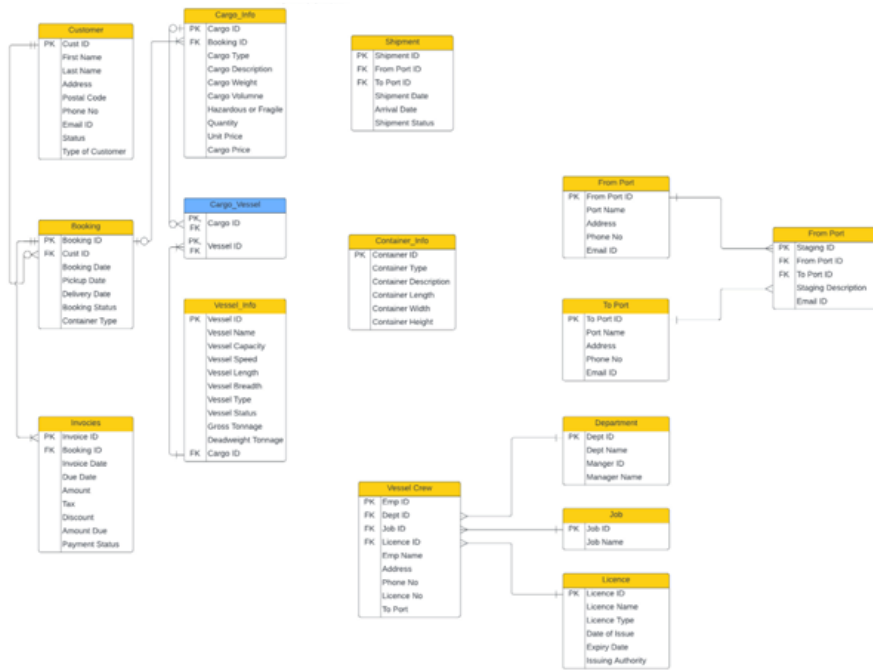 Customer
PK Cust ID
First Name
Last Name
Address
Postal Code
Phone No
Email ID
Status
Type of Customer
Cargo_Info
PK Cargo ID
FK Booking ID
Cargo Type
Cargo Description
Cargo Weight
Cargo Volumne
Hazardous or Fragile
Quantity
Unit Price
Cargo Price
Shipment
PK Shipment ID
FK From Port ID
FK To Port ID
Shipment Date
Arrival Date
Shipment Status
Booking
PK Booking ID
FK Cust ID
Booking Date
Pickup Date
Delivery Date
Booking Status
Container Type
Cargo_Vessel
PK, FK Cargo ID
PK, FK Vessel ID
Container_Info
PK Container ID
Container Type
Container Description
Container Length
Container Width
Container Height
From Port
PK From Port ID
Port Name
Address
Phone No
Email ID
From Port
PK Staging ID
FK From Port ID
FK To Port ID
Staging Description
Email ID
To Port
PK To Port ID
Port Name
Address
Phone No
Email ID
Vessel_Info
PK Vessel ID
Vessel Name
Vessel Capacity
Vessel Speed
Vessel Length
Vessel Breadth
Vessel Type
Vessel Status
Gross Tonnage
Deadweight Tonnage
FK Cargo ID
Invocies
PK Invoice ID
FK Booking ID
Invoice Date
Due Date
Amount
Tax
Discount
Amount Due
Payment Status
Vessel Crew
PK Emp ID
FK Dept ID
FK Job ID
FK Licence ID
Emp Name
Address
Phone No
Licence No
To Port
Department
PK Dept ID
Dept Name
Manger ID
Manager Name
Job
PK Job ID
Job Name
Licence
PK Licence ID
Licence Name
Licence Type
Date of Issue
Expiry Date
Issuing Authority